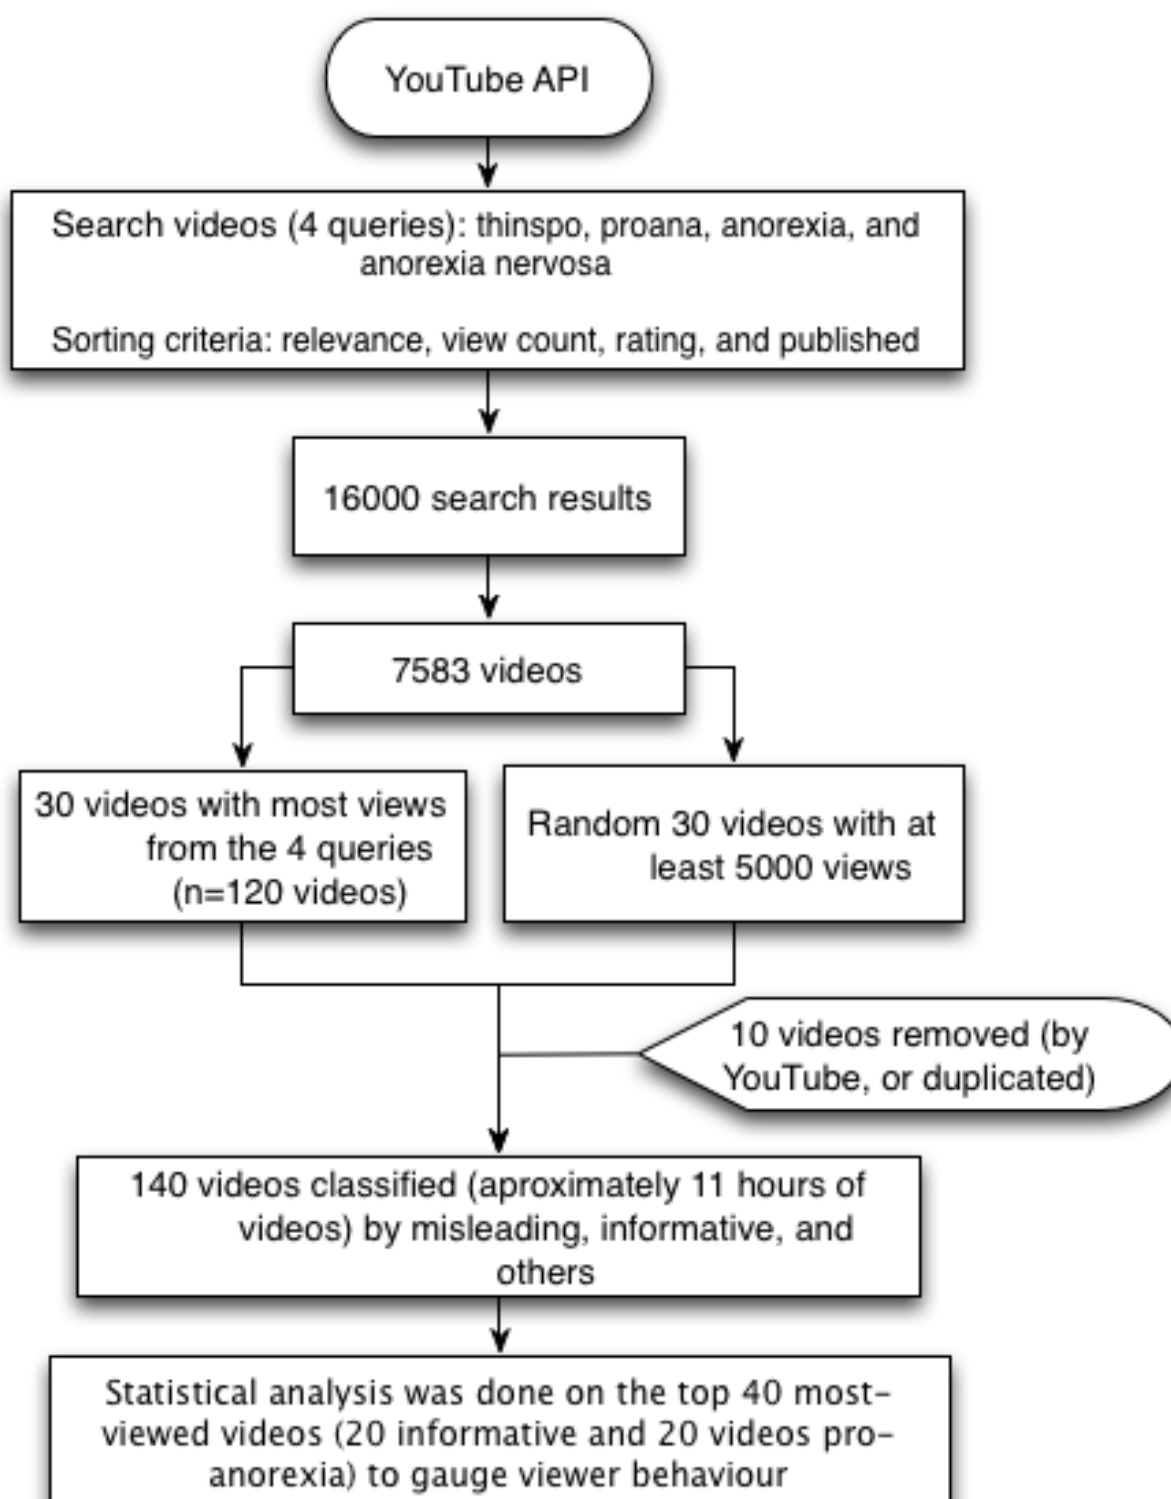 YouTube API
Search videos (4 queries): thinspo, proana, anorexia, and
anorexia nervosa
Sorting criteria: relevance, view count, rating, and published
16000 search results
7583 videos
30 videos with most views
from the 4 queries
(n=120 videos)
Random 30 videos with at
least 5000 views
10 videos removed (by
YouTube, or duplicated)
140 videos classified (aproximately 11 hours of
videos) by misleading, informative, and
others
Statistical analysis was done on the top 40 most-
viewed videos (20 informative and 20 videos pro-
anorexia) to gauge viewer behaviour